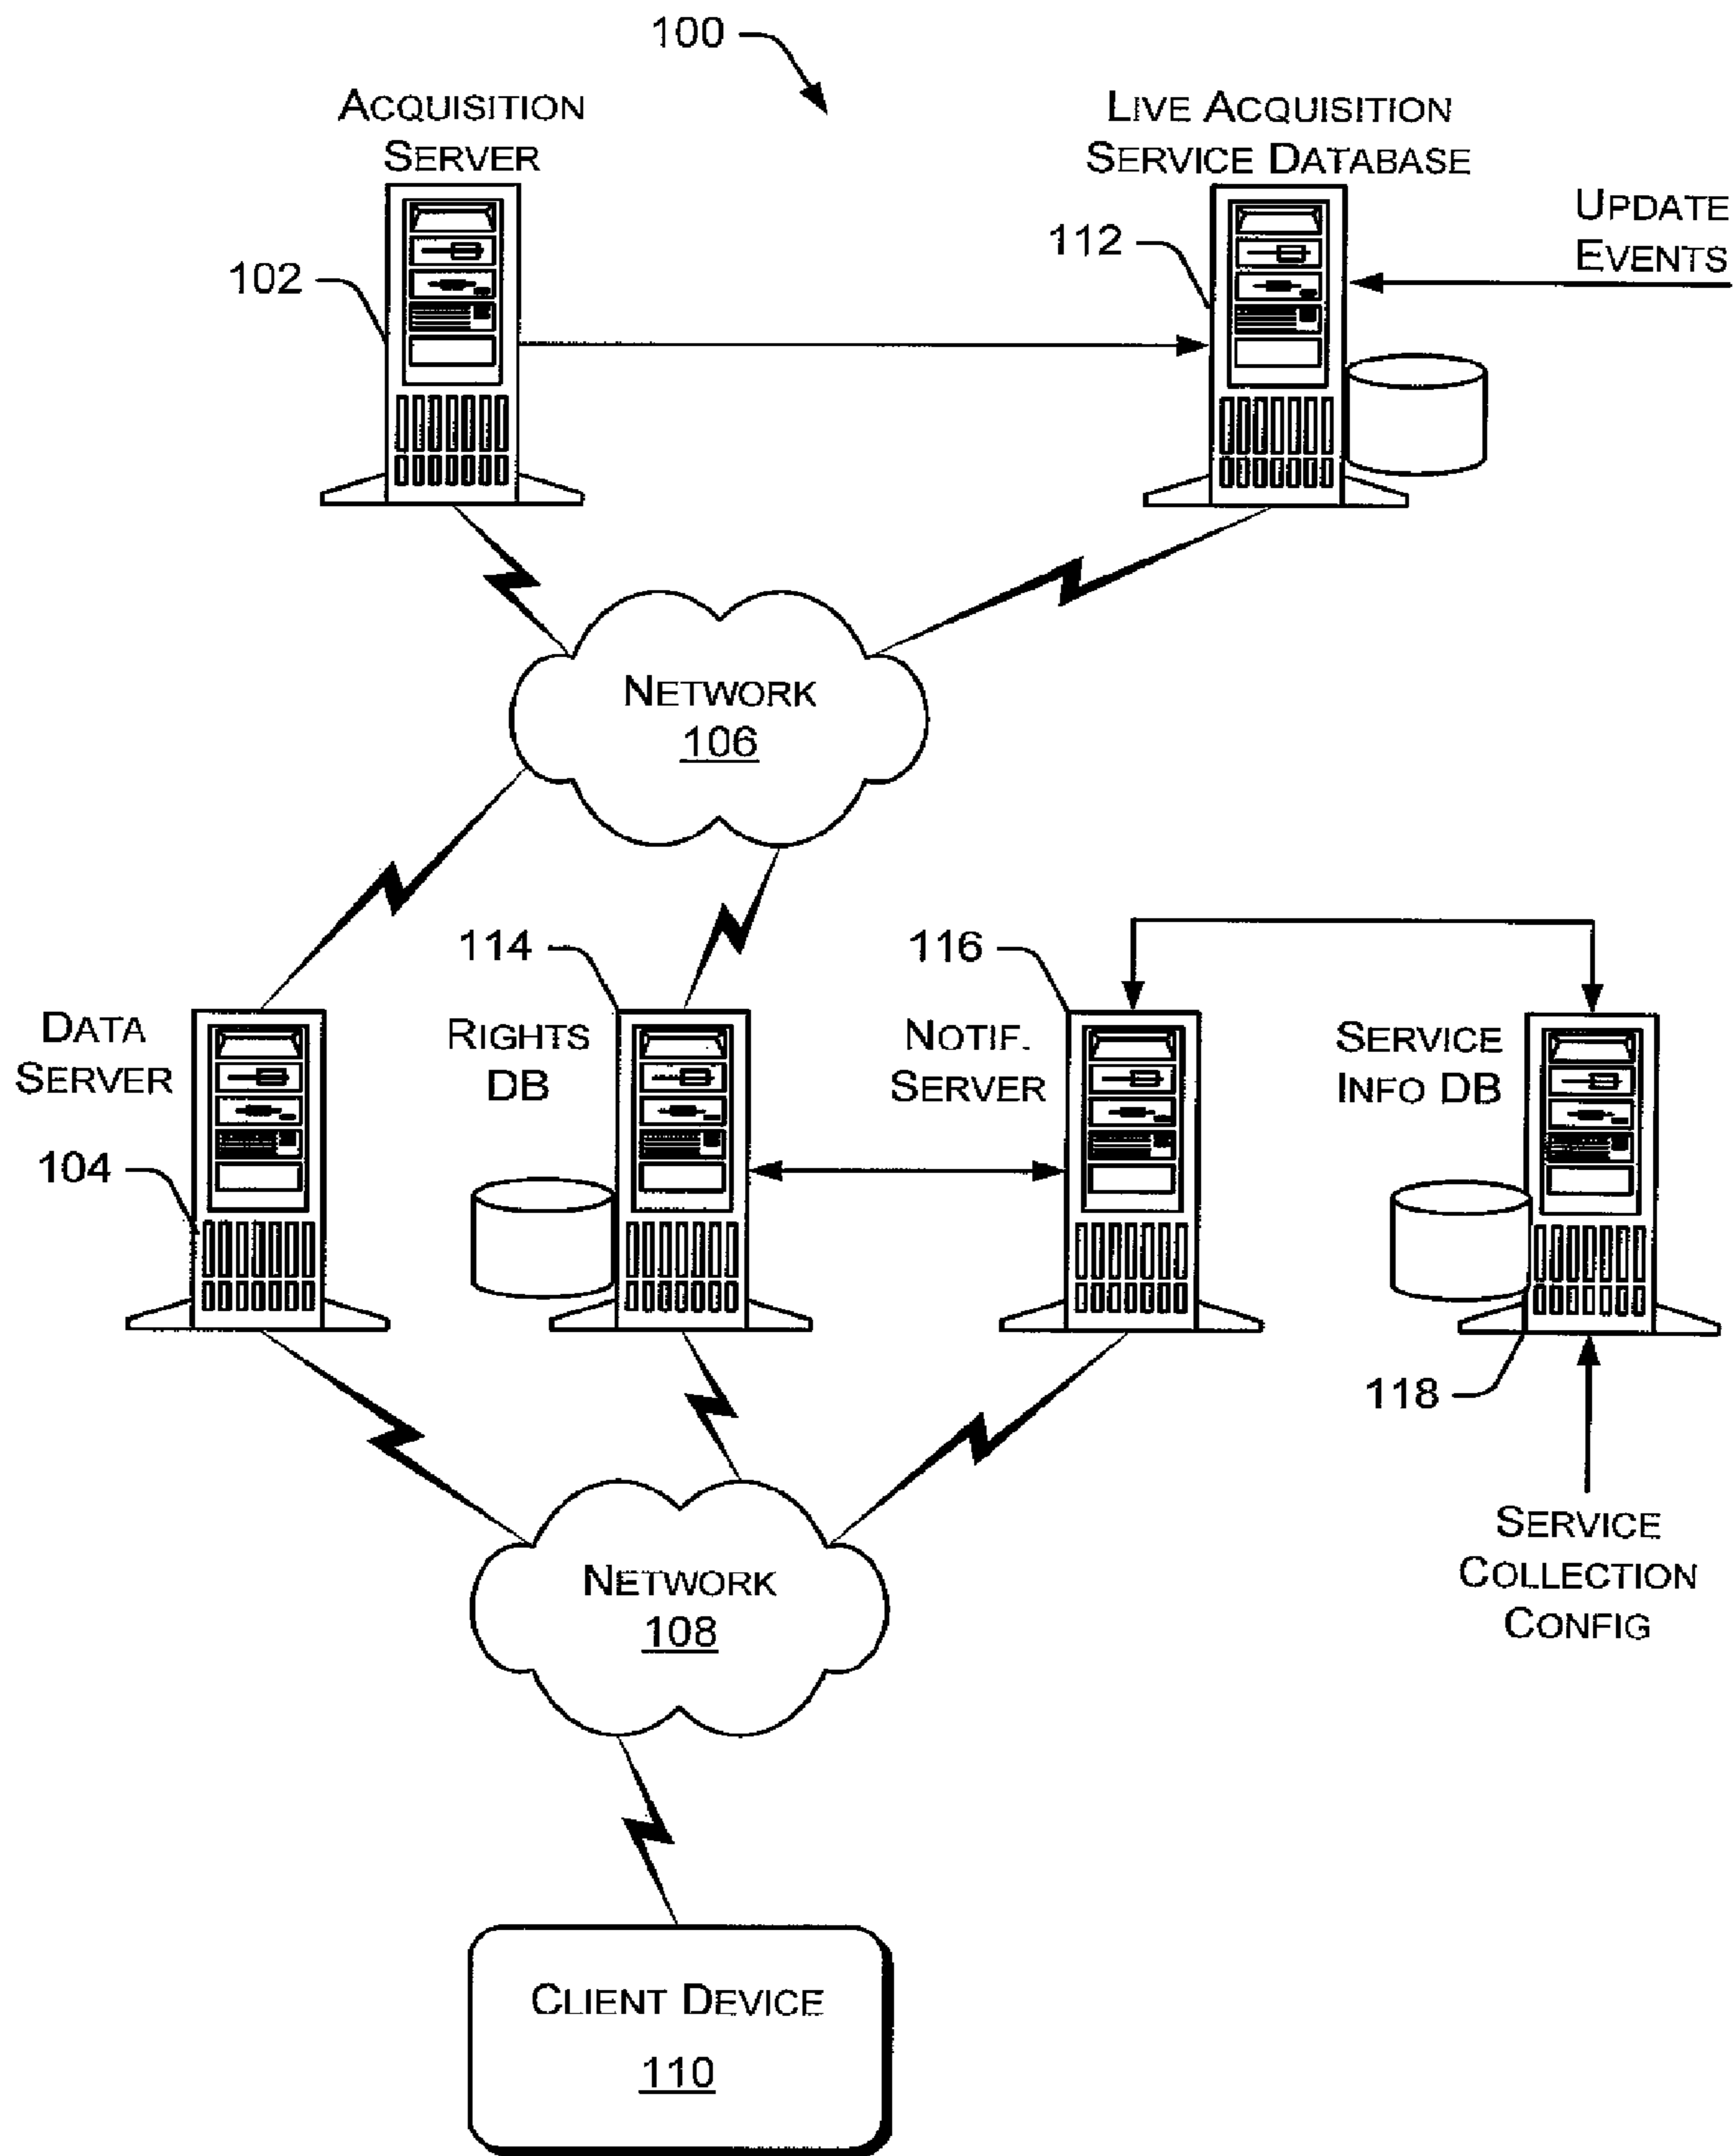 100
ACQUISITION
SERVER
LIVE ACQUISITION
SERVICE DATABASE
UPDATE
EVENTS
102
112
NETWORK
106
114
116
DATA
SERVER
RIGHTS
DB
NOTIF.
SERVER
SERVICE
INFO DB
104
118
NETWORK
108
SERVICE
COLLECTION
CONFIG
CLIENT DEVICE
110